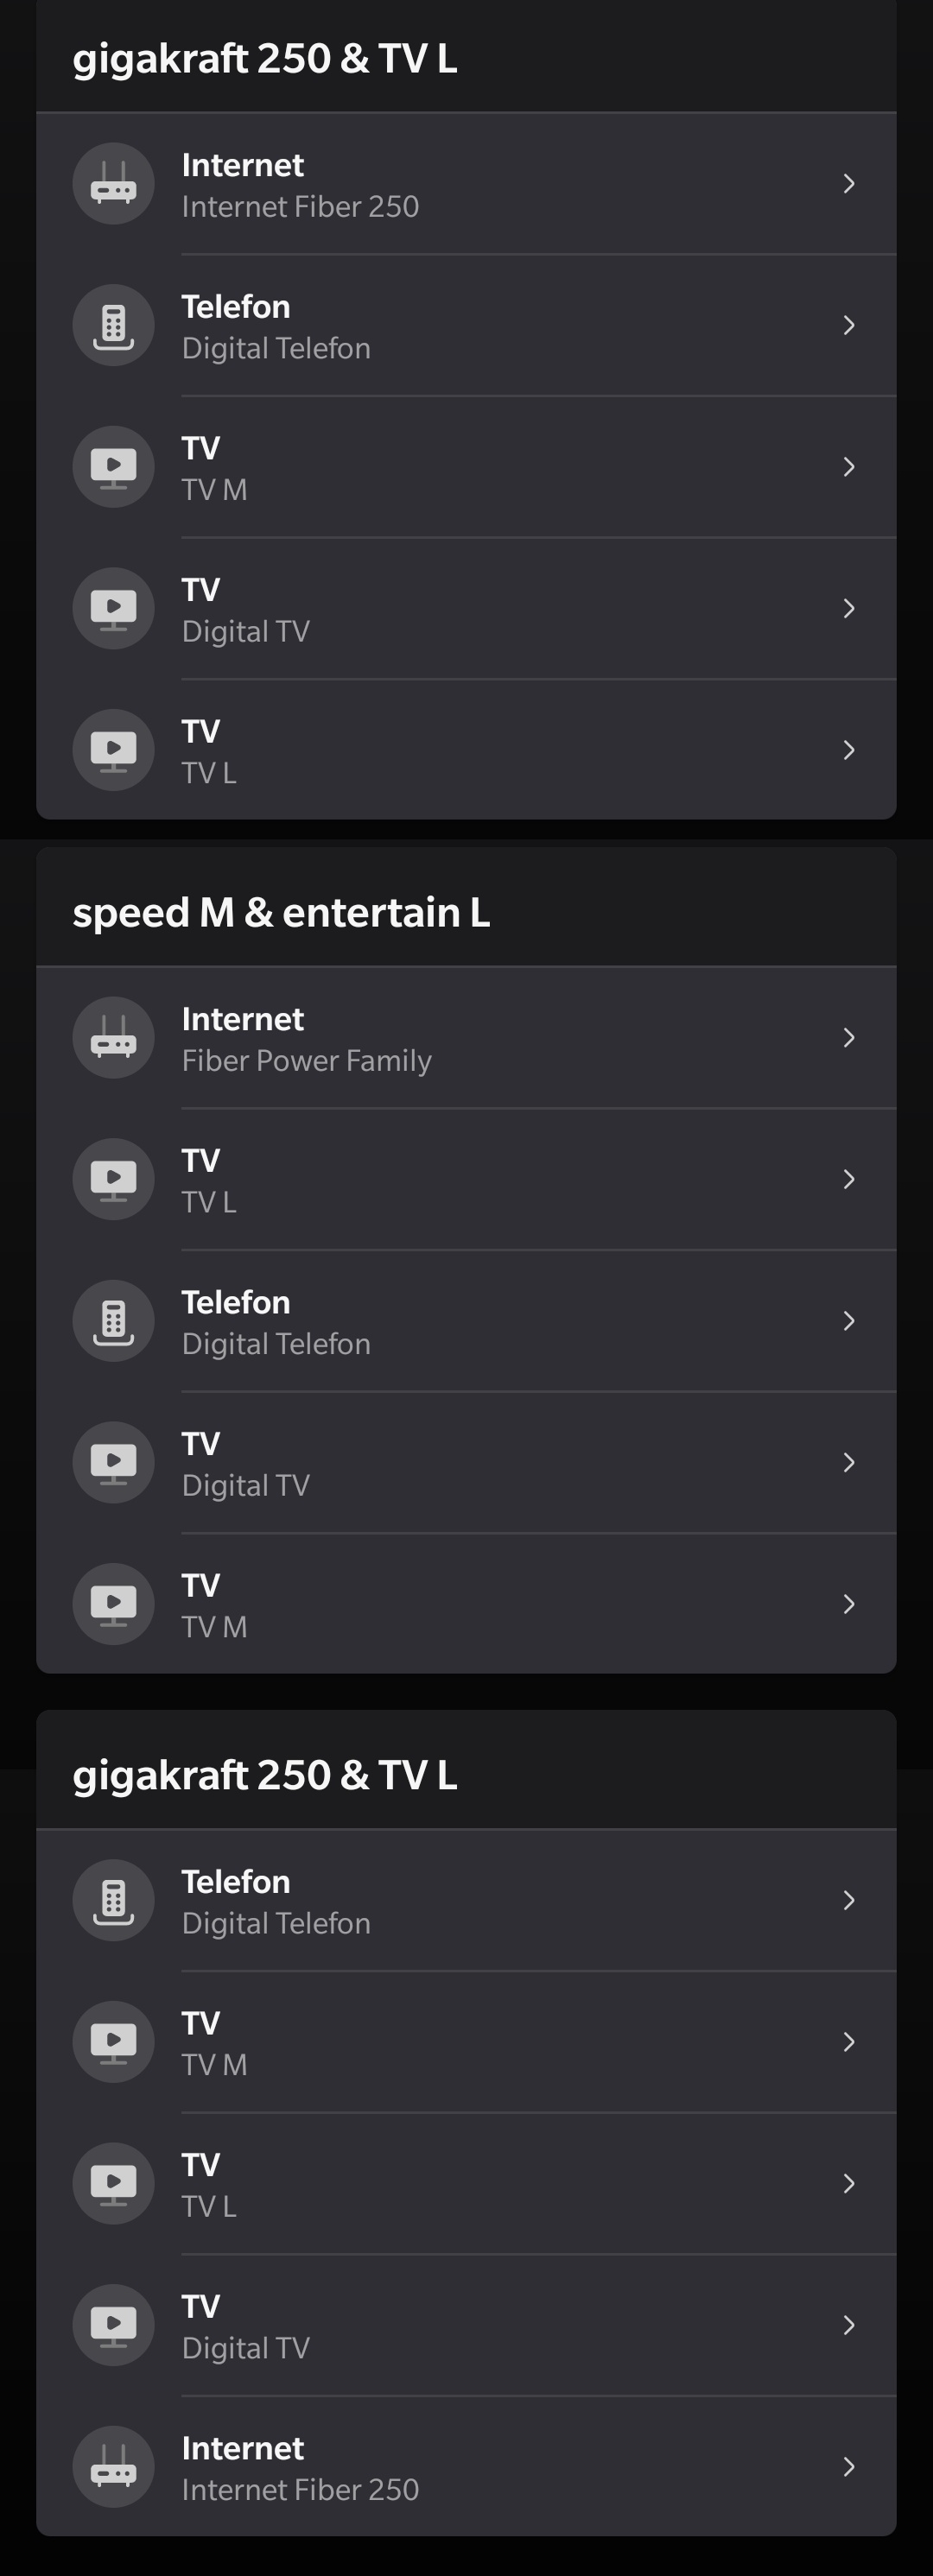 gigakraft 250 & TV L
Internet
Internet Fiber 250
Telefon
Digital Telefon
TV
TV M
TV
Digital TV
TV
TV L
speed M & entertain L
Internet
Fiber Power Family
TV
TV L
Telefon
Digital Telefon
TV
Digital TV
TV
TV M
gigakraft 250 & TV L
Telefon
Digital Telefon
TV
TV M
TV
TV L
TV
Digital TV
Internet
Internet Fiber 250